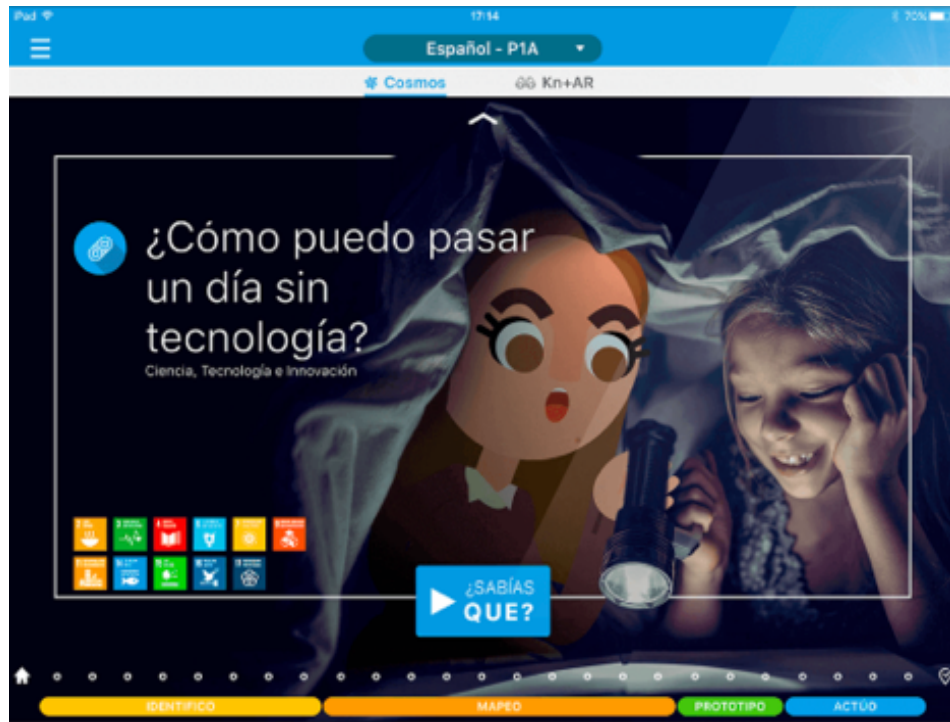 iPad
17:14
70%
Español - P1A
Cosmos
Kn+AR
¿Cómo puedo pasar
un día sin
tecnología?
Ciencia, Tecnología e Innovación
¿SABÍAS
QUE?
IDENTIFICO
MAPEO
PROTOTIPO
ACTÚO